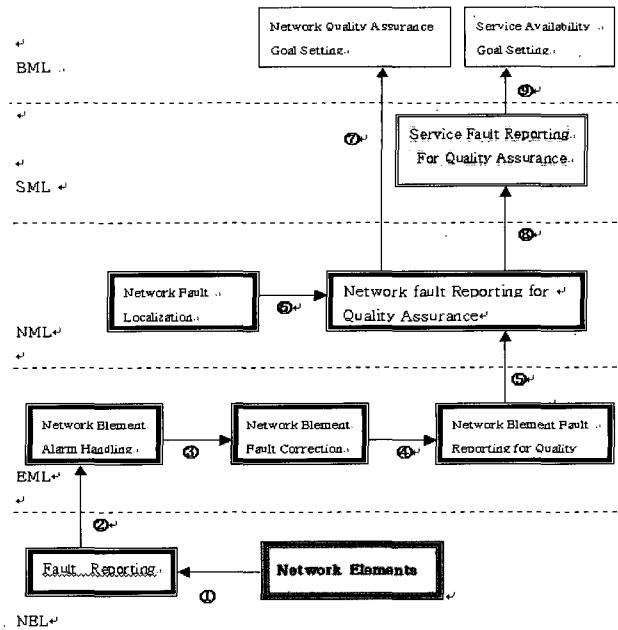 Network Quality Assurance
Goal Setting
Service Availability
Goal Setting
BML
⑨
⑦
Service Fault Reporting
For Quality Assurance
SML
⑧
Network Fault
Localization
⑥
Network fault Reporting for
Quality Assurance
NML
⑤
Network Element
Alarm Handling
③
Network Element
Fault Correction
④
Network Element Fault
Reporting for Quality
EML
②
Fault Reporting
①
Network Elements
NEL